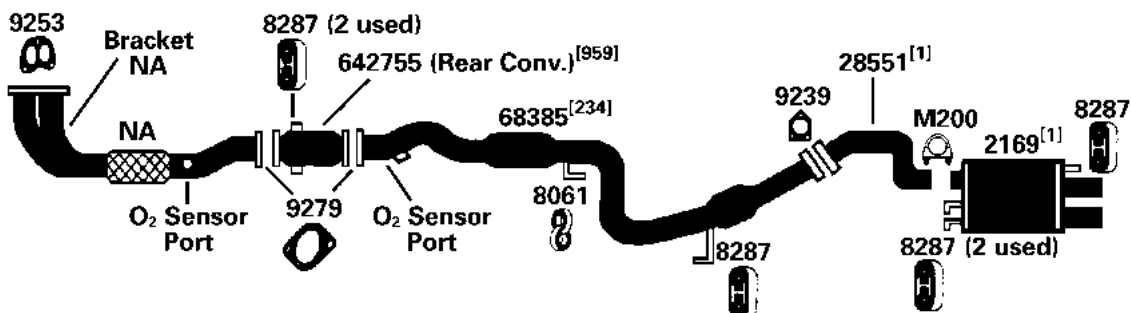 9253
Bracket
NA
NA
O₂ Sensor
Port
8287 (2 used)
642755 (Rear Conv.)[959]
9279
O₂ Sensor
Port
68385[234]
8061
8287
9239
28551[1]
M200
2169[1]
8287
8287 (2 used)